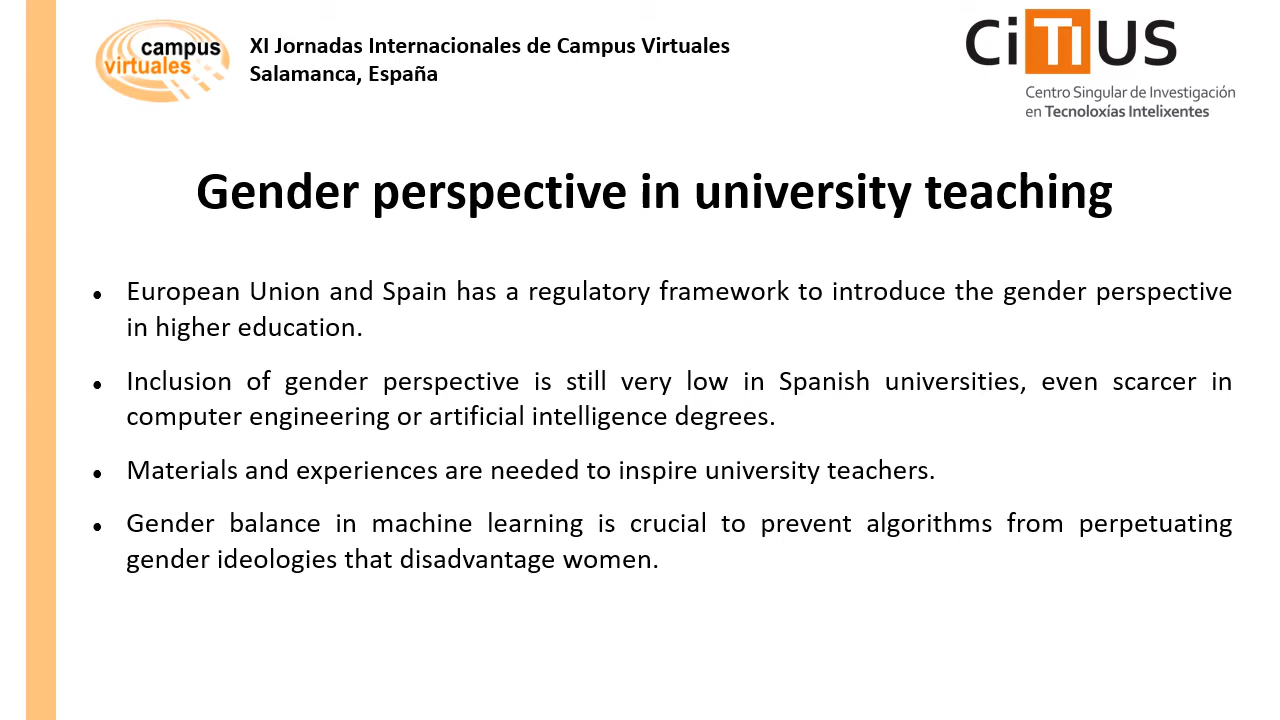 campus
virtuales
XI Jornadas Internacionales de Campus Virtuales
Salamanca, España
CiTIUS
Centro Singular de Investigación
en Tecnoloxías Intelixentes
Gender perspective in university teaching
• European Union and Spain has a regulatory framework to introduce the gender perspective
in higher education.
• Inclusion of gender perspective is still very low in Spanish universities, even scarcer in
computer engineering or artificial intelligence degrees.
• Materials and experiences are needed to inspire university teachers.
• Gender balance in machine learning is crucial to prevent algorithms from perpetuating
gender ideologies that disadvantage women.